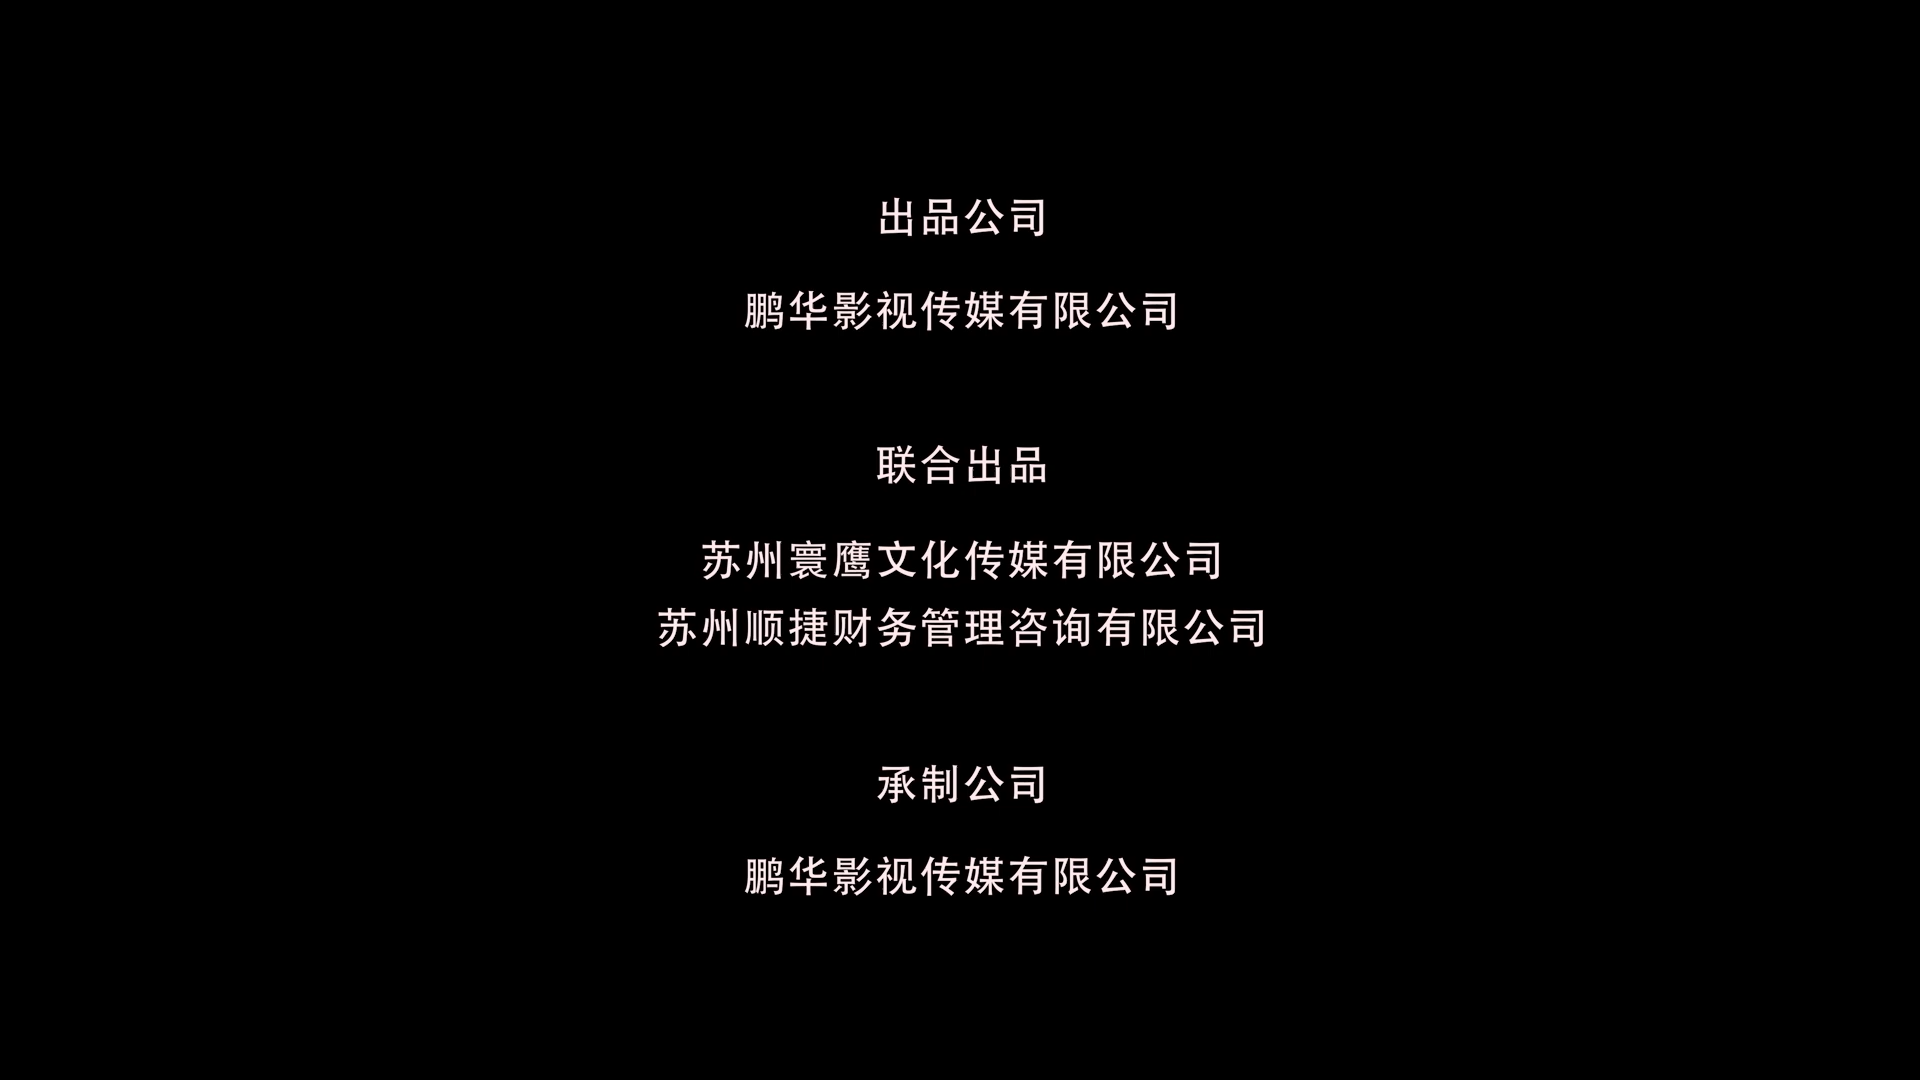 出品公司
鹏华影视传媒有限公司
联合出品
苏州寰鹰文化传媒有限公司
苏州顺捷财务管理咨询有限公司
承制公司
鹏华影视传媒有限公司